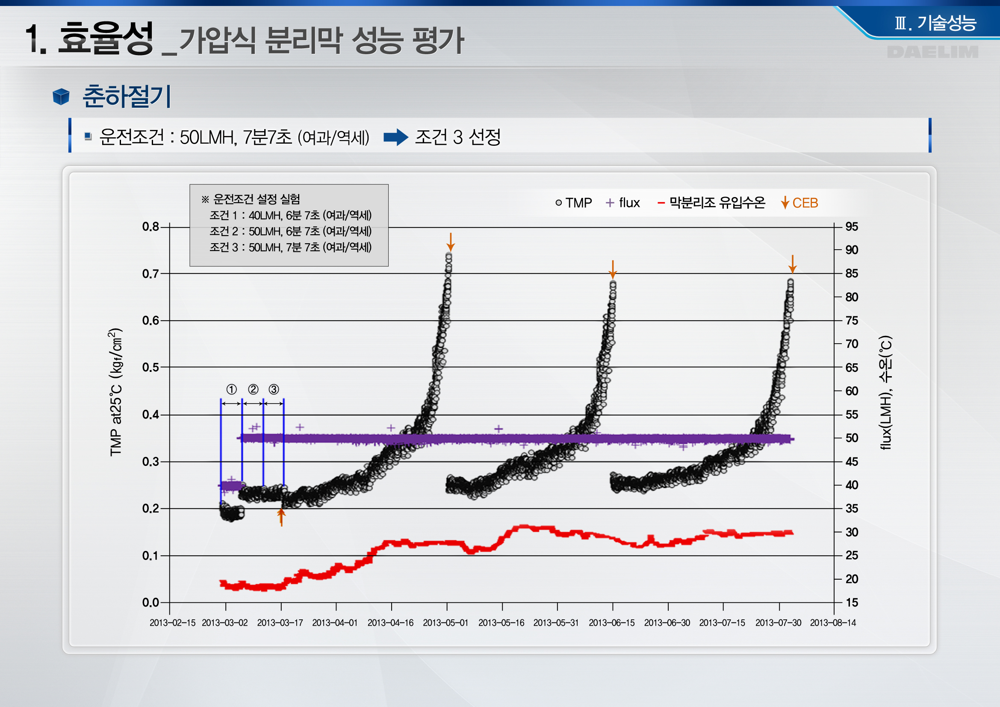 Ⅲ. 기술성능
1. 효율성 _가압식 분리막 성능 평가
DAELIM
춘하절기
운전조건 : 50LMH, 7분7초 (여과/역세) 조건 3 선정
※ 운전조건 설정 실험
조건 1 : 40LMH, 6분 7초 (여과/역세)
조건 2 : 50LMH, 6분 7초 (여과/역세)
조건 3 : 50LMH, 7분 7초 (여과/역세)
TMP flux 막분리조 유입수온 CEB
TMP at25℃ (kgf/㎠)
0.8
0.7
0.6
0.5
0.4
0.3
0.2
0.1
0.0
① ② ③
95
90
85
80
75
70
65
60
55
50
45
40
35
30
25
20
15
flux(LMH), 수온(℃)
2013-02-15 2013-03-02 2013-03-17 2013-04-01 2013-04-16 2013-05-01 2013-05-16 2013-05-31 2013-06-15 2013-06-30 2013-07-15 2013-07-30 2013-08-14